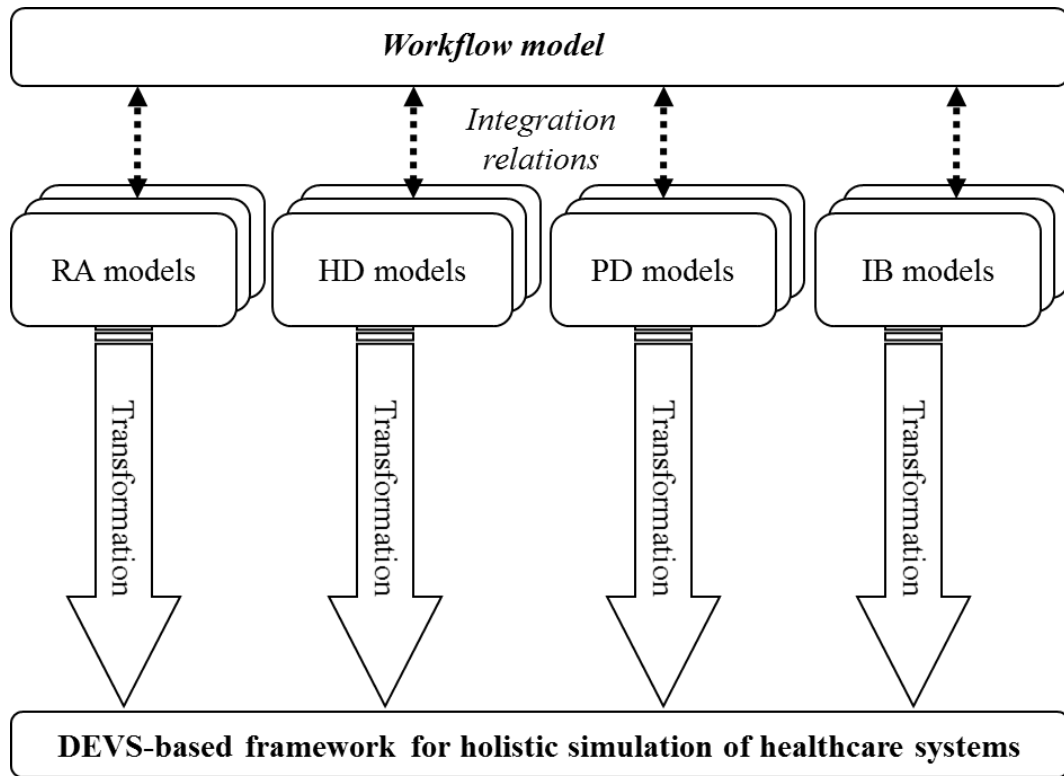 Workflow model
Integration
relations
RA models
HD models
PD models
IB models
Transformation
Transformation
Transformation
Transformation
DEVS-based framework for holistic simulation of healthcare systems